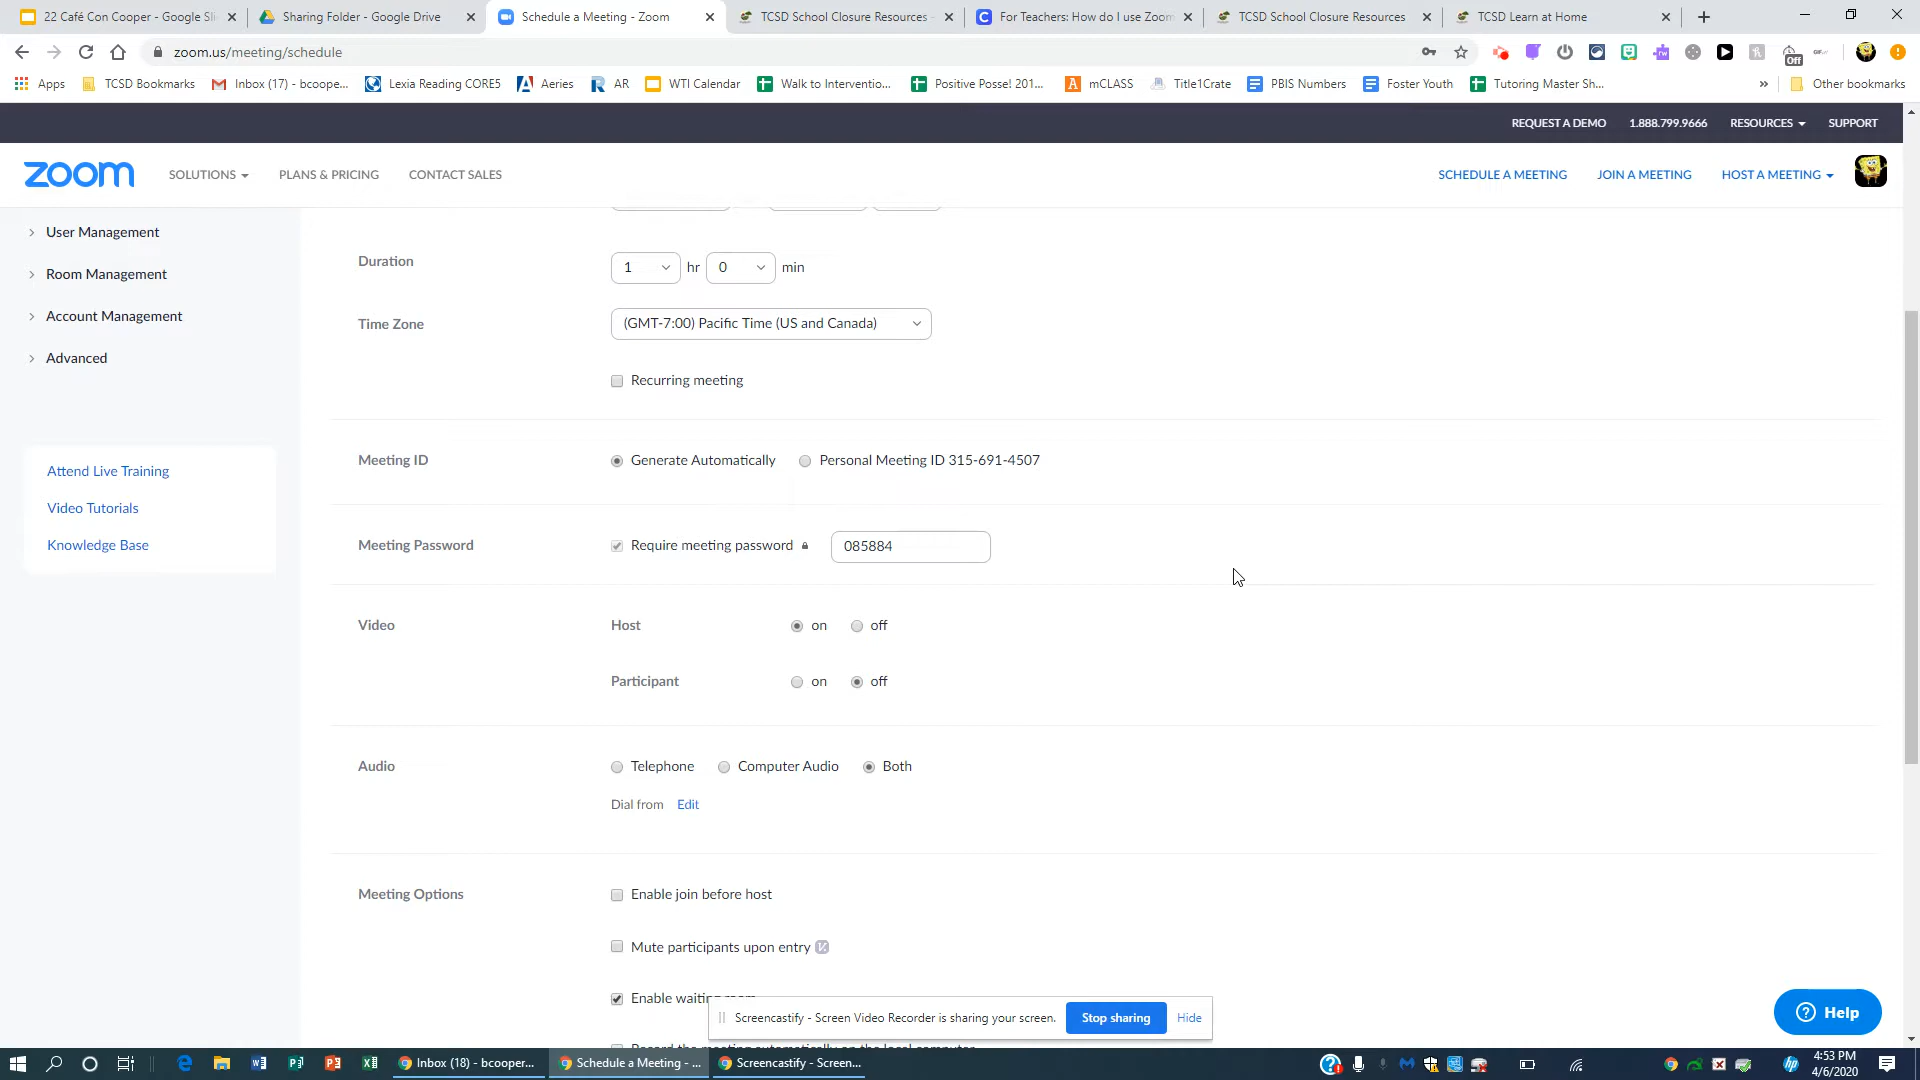 22 Café Con Cooper - Google Sli
Sharing Folder - Google Drive
Schedule a Meeting - Zoom
TCSD School Closure Resources -
For Teachers: How do I use Zoom
TCSD School Closure Resources
TCSD Learn at Home
zoom.us/meeting/schedule
Off
Apps
TCSD Bookmarks
Inbox (17) - bcoope...
Lexia Reading CORE5
Aeries
AR
WTI Calendar
Walk to Interventio...
Positive Posse! 201...
mCLASS
Title1Crate
PBIS Numbers
Foster Youth
Tutoring Master Sh...
Other bookmarks
REQUEST A DEMO
1.888.799.9666
RESOURCES
SUPPORT
zoom
SOLUTIONS
PLANS & PRICING
CONTACT SALES
SCHEDULE A MEETING
JOIN A MEETING
HOST A MEETING
User Management
Room Management
Account Management
Advanced
Attend Live Training
Video Tutorials
Knowledge Base
Duration
1 hr 0 min
Time Zone
(GMT-7:00) Pacific Time (US and Canada)
Recurring meeting
Meeting ID
Generate Automatically
Personal Meeting ID 315-691-4507
Meeting Password
Require meeting password
085884
Video
Host
on
off
Participant
on
off
Audio
Telephone
Computer Audio
Both
Dial from
Edit
Meeting Options
Enable join before host
Mute participants upon entry
Enable waiting room
Record the meeting automatically on the local computer
Screencastify - Screen Video Recorder is sharing your screen.
Stop sharing
Hide
Help
Inbox (18) - bcooper...
Schedule a Meeting - ...
Screencastify - Screen...
4:53 PM
4/6/2020